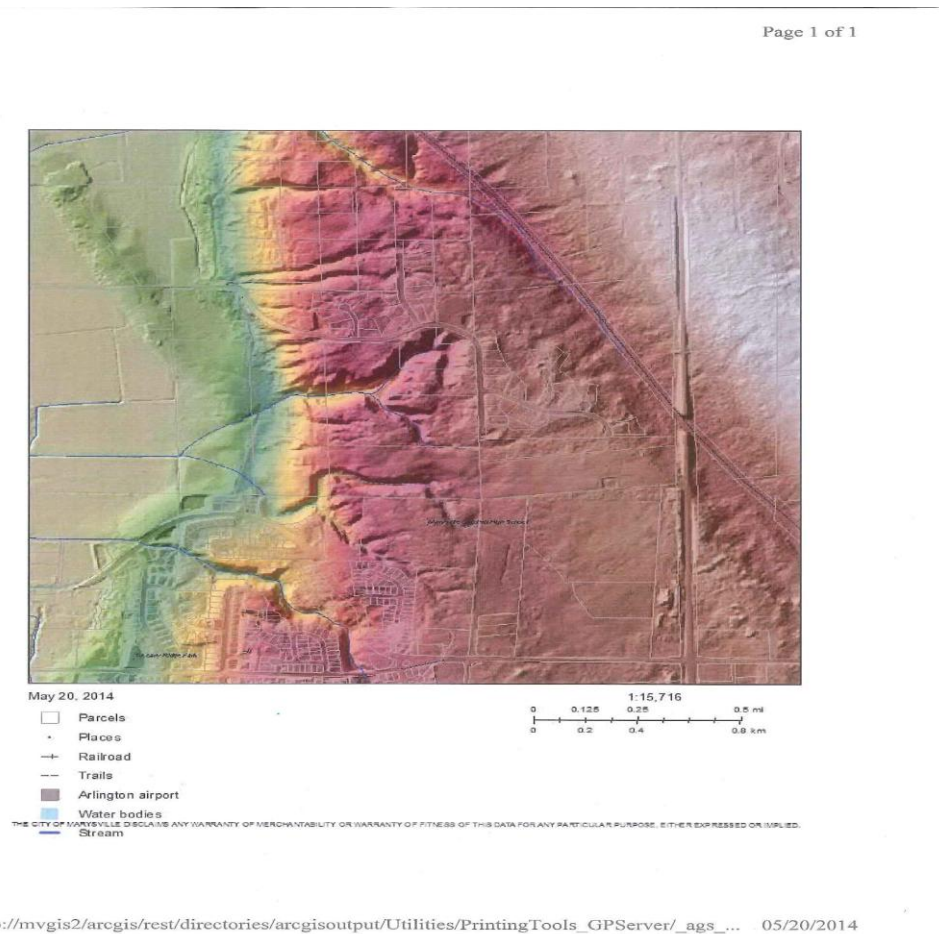 Page 1 of 1
May 20, 2014
1:15,716
0 0.125 0.25 0.5 mi
0 0.2 0.4 0.8 km
Parcels
Places
Railroad
Trails
Arlington airport
Water bodies
THE CITY OF MARYSVILLE DISCLAIMS ANY WARRANTY OF MERCHANTABILITY OR WARRANTY OF FITNESS OF THIS DATA FOR ANY PARTICULAR PURPOSE, EITHER EXPRESSED OR IMPLIED.
Stream
://mvgis2/arcgis/rest/directories/arcgisoutput/Utilities/PrintingTools_GPServer/_ags_... 05/20/2014